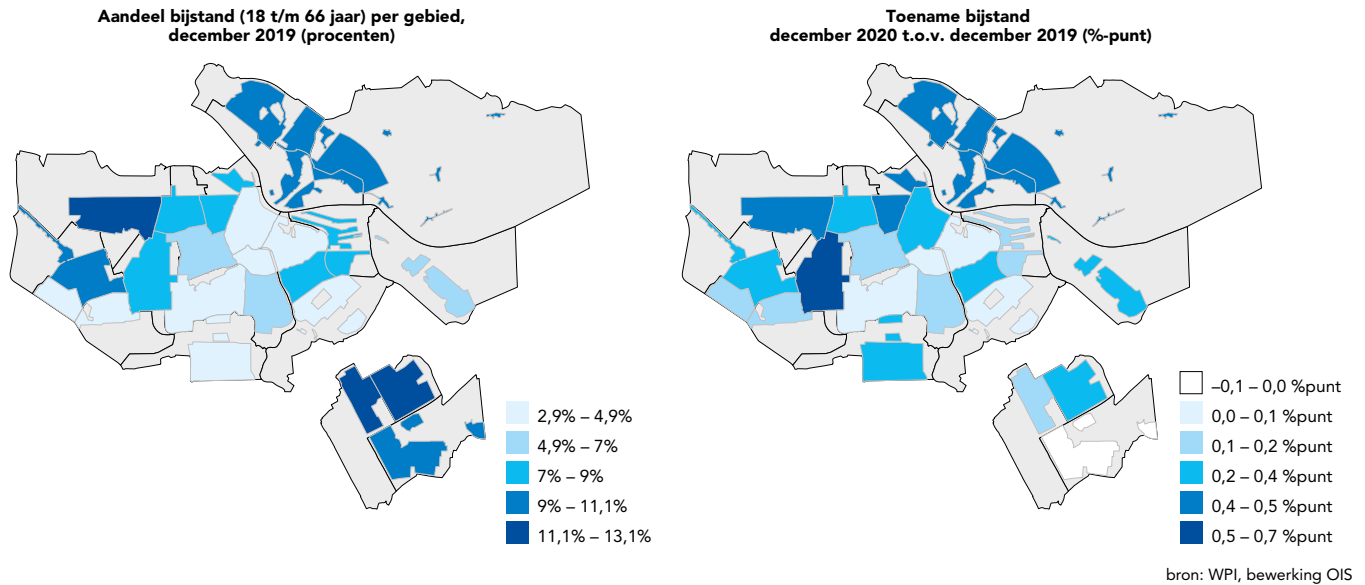 Aandeel bijstand (18 t/m 66 jaar) per gebied,
december 2019 (procenten)
2,9% – 4,9%
4,9% – 7%
7% – 9%
9% – 11,1%
11,1% – 13,1%
Toename bijstand
december 2020 t.o.v. december 2019 (%-punt)
–0,1 – 0,0 %punt
0,0 – 0,1 %punt
0,1 – 0,2 %punt
0,2 – 0,4 %punt
0,4 – 0,5 %punt
0,5 – 0,7 %punt
bron: WPI, bewerking OIS